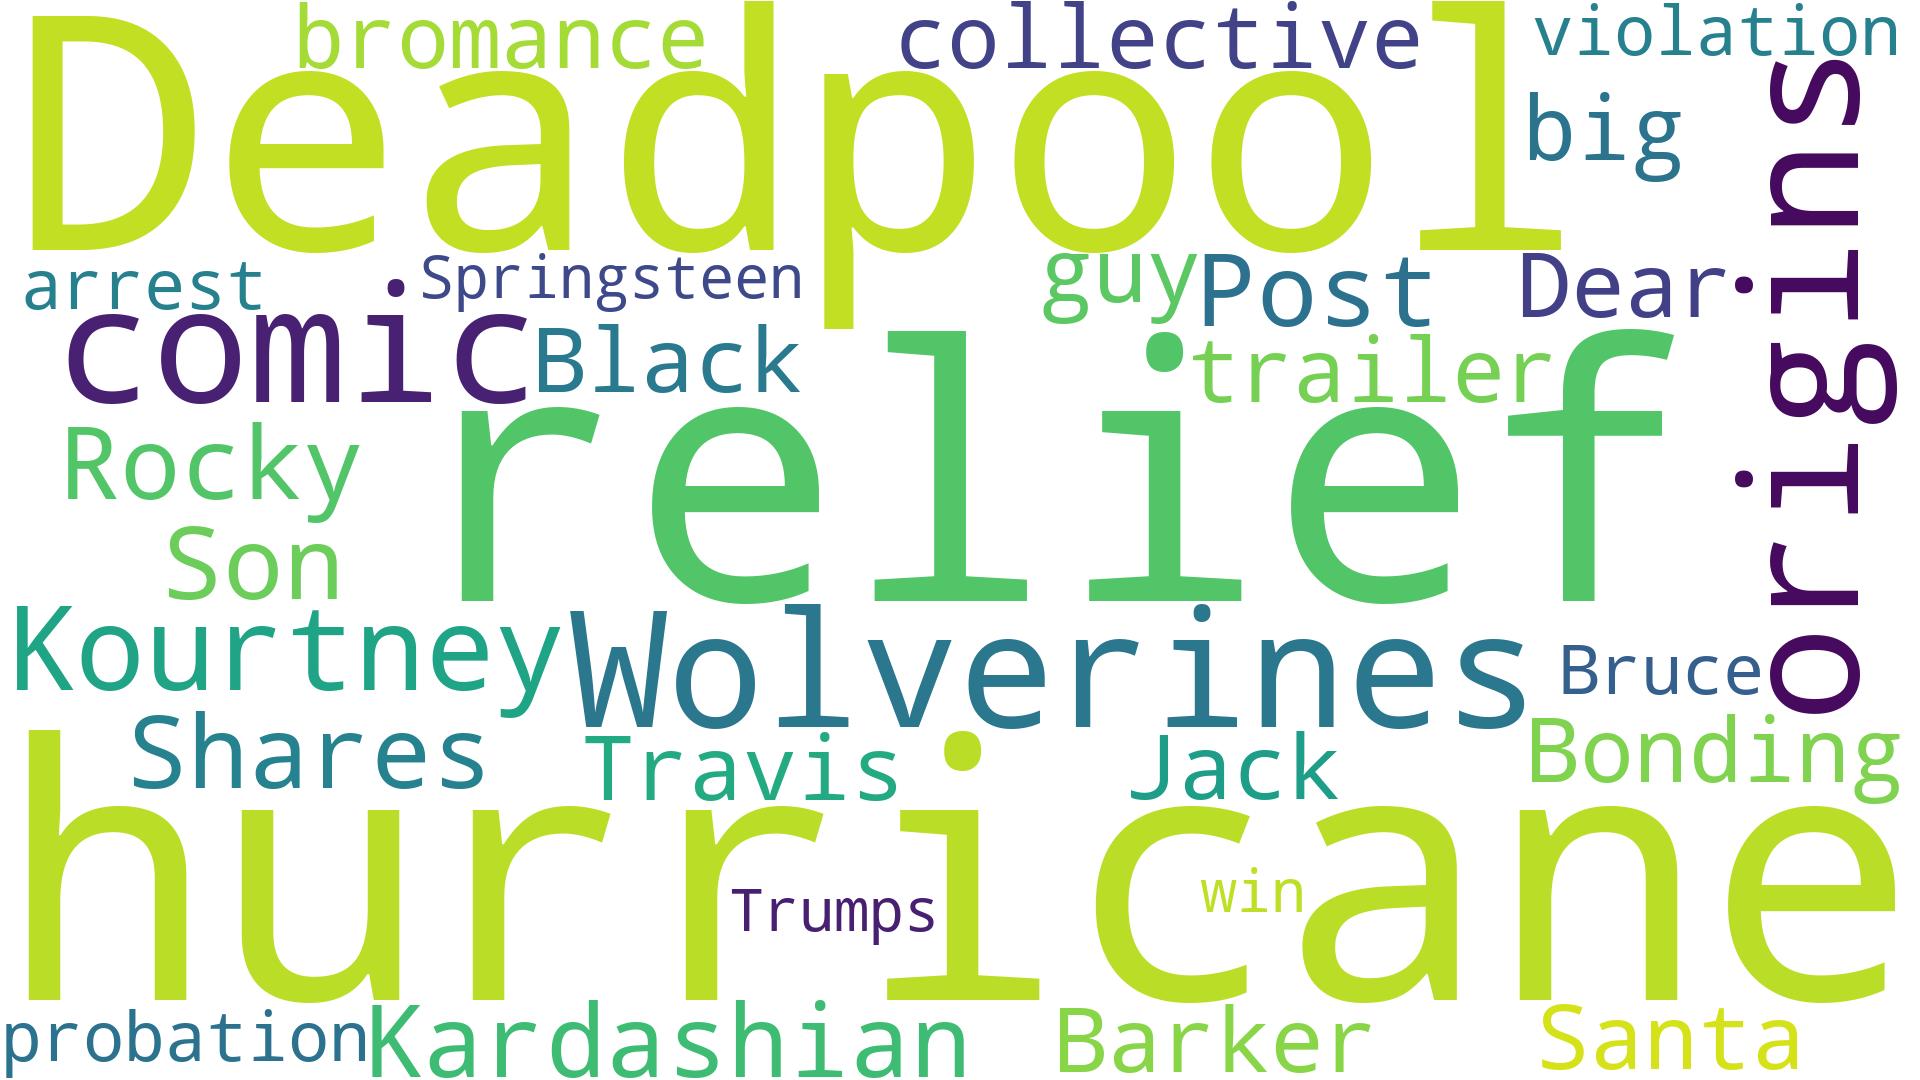 bromance
collective
violation
Deadpool
big
origins
arrest
Springsteen
guy
Post
Dear
comic
Black
trailer
relief
Rocky
Son
Kourtney
Wolverines
Bruce
Shares
Travis
Jack
Bonding
hurricane
Trumps
win
probation
Kardashian
Barker
Santa